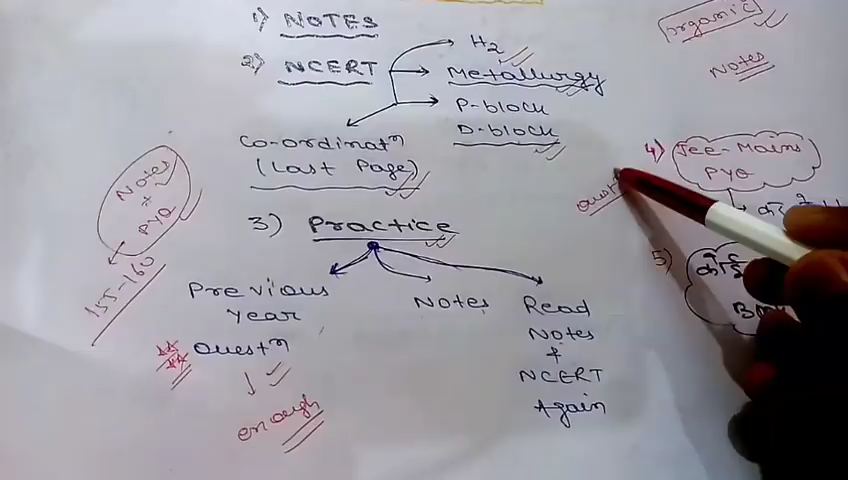 1) NOTES
2) NCERT
H2
Metallurgy
P-block
D-block
Co-ordinatn
(Last Page)
Organic
Notes
Notes
+
PYQ
155-160
3) Practice
Previous
year
Questn
enough
Notes
Read
Notes
+
NCERT
Again
4) Jee-Mains
PYQ
5) कोई